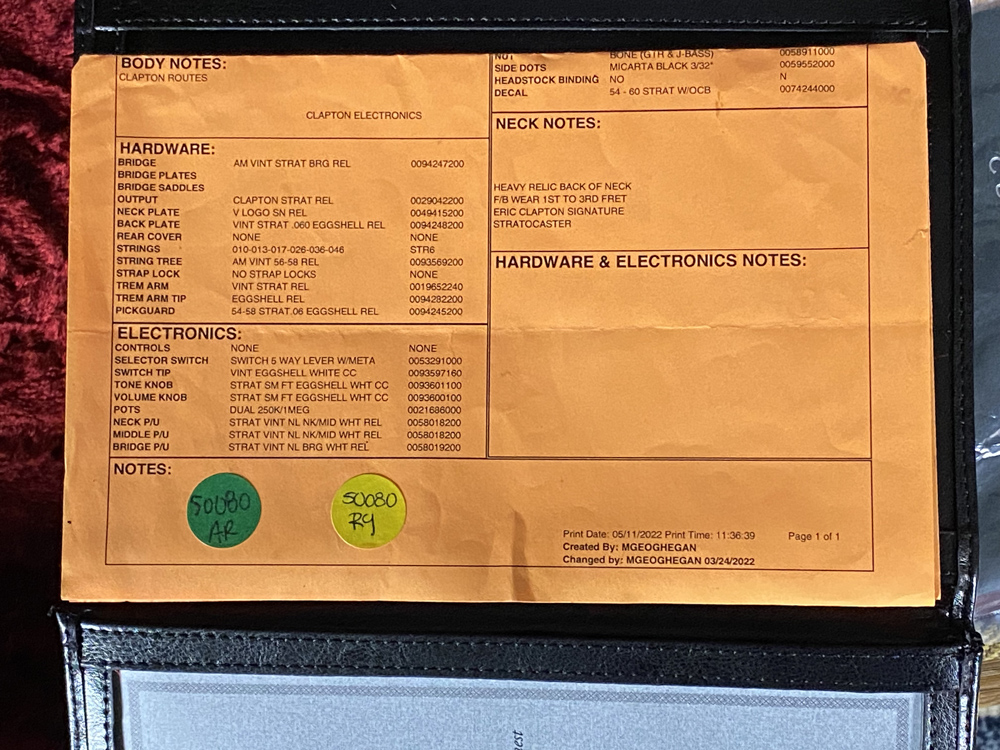 BODY NOTES:
CLAPTON ROUTES
CLAPTON ELECTRONICS
HARDWARE:
BRIDGE AM VINT STRAT BRG REL 0094247200
BRIDGE PLATES
BRIDGE SADDLES
OUTPUT CLAPTON STRAT REL 0029042200
NECK PLATE V LOGO SN REL 0049415200
BACK PLATE VINT STRAT .060 EGGSHELL REL 0094248200
REAR COVER NONE NONE
STRINGS 010-013-017-026-036-046 STR6
STRING TREE AM VINT 56-58 REL 0093569200
STRAP LOCK NO STRAP LOCKS NONE
TREM ARM VINT STRAT REL 0019652240
TREM ARM TIP EGGSHELL REL 0094282200
PICKGUARD 54-58 STRAT.06 EGGSHELL REL 0094245200
ELECTRONICS:
CONTROLS NONE NONE
SELECTOR SWITCH SWITCH 5 WAY LEVER W/META 0053291000
SWITCH TIP VINT EGGSHELL WHITE CC 0093597160
TONE KNOB STRAT SM FT EGGSHELL WHT CC 0093601100
VOLUME KNOB STRAT SM FT EGGSHELL WHT CC 0093600100
POTS DUAL 250K/1MEG 0021686000
NECK P/U STRAT VINT NL NK/MID WHT REL 0058018200
MIDDLE P/U STRAT VINT NL NK/MID WHT REL 0058018200
BRIDGE P/U STRAT VINT NL BRG WHT REL 0058019200
NUT BONE (GTR & J-BASS) 0058911000
SIDE DOTS MICARTA BLACK 3/32" 0059552000
HEADSTOCK BINDING NO N
DECAL 54 - 60 STRAT W/OCB 0074244000
NECK NOTES:
HEAVY RELIC BACK OF NECK
F/B WEAR 1ST TO 3RD FRET
ERIC CLAPTON SIGNATURE
STRATOCASTER
HARDWARE & ELECTRONICS NOTES:
NOTES:
50080
AR
50080
RY
Print Date: 05/11/2022 Print Time: 11:36:39 Page 1 of 1
Created By: MGEOGHEGAN
Changed by: MGEOGHEGAN 03/24/2022